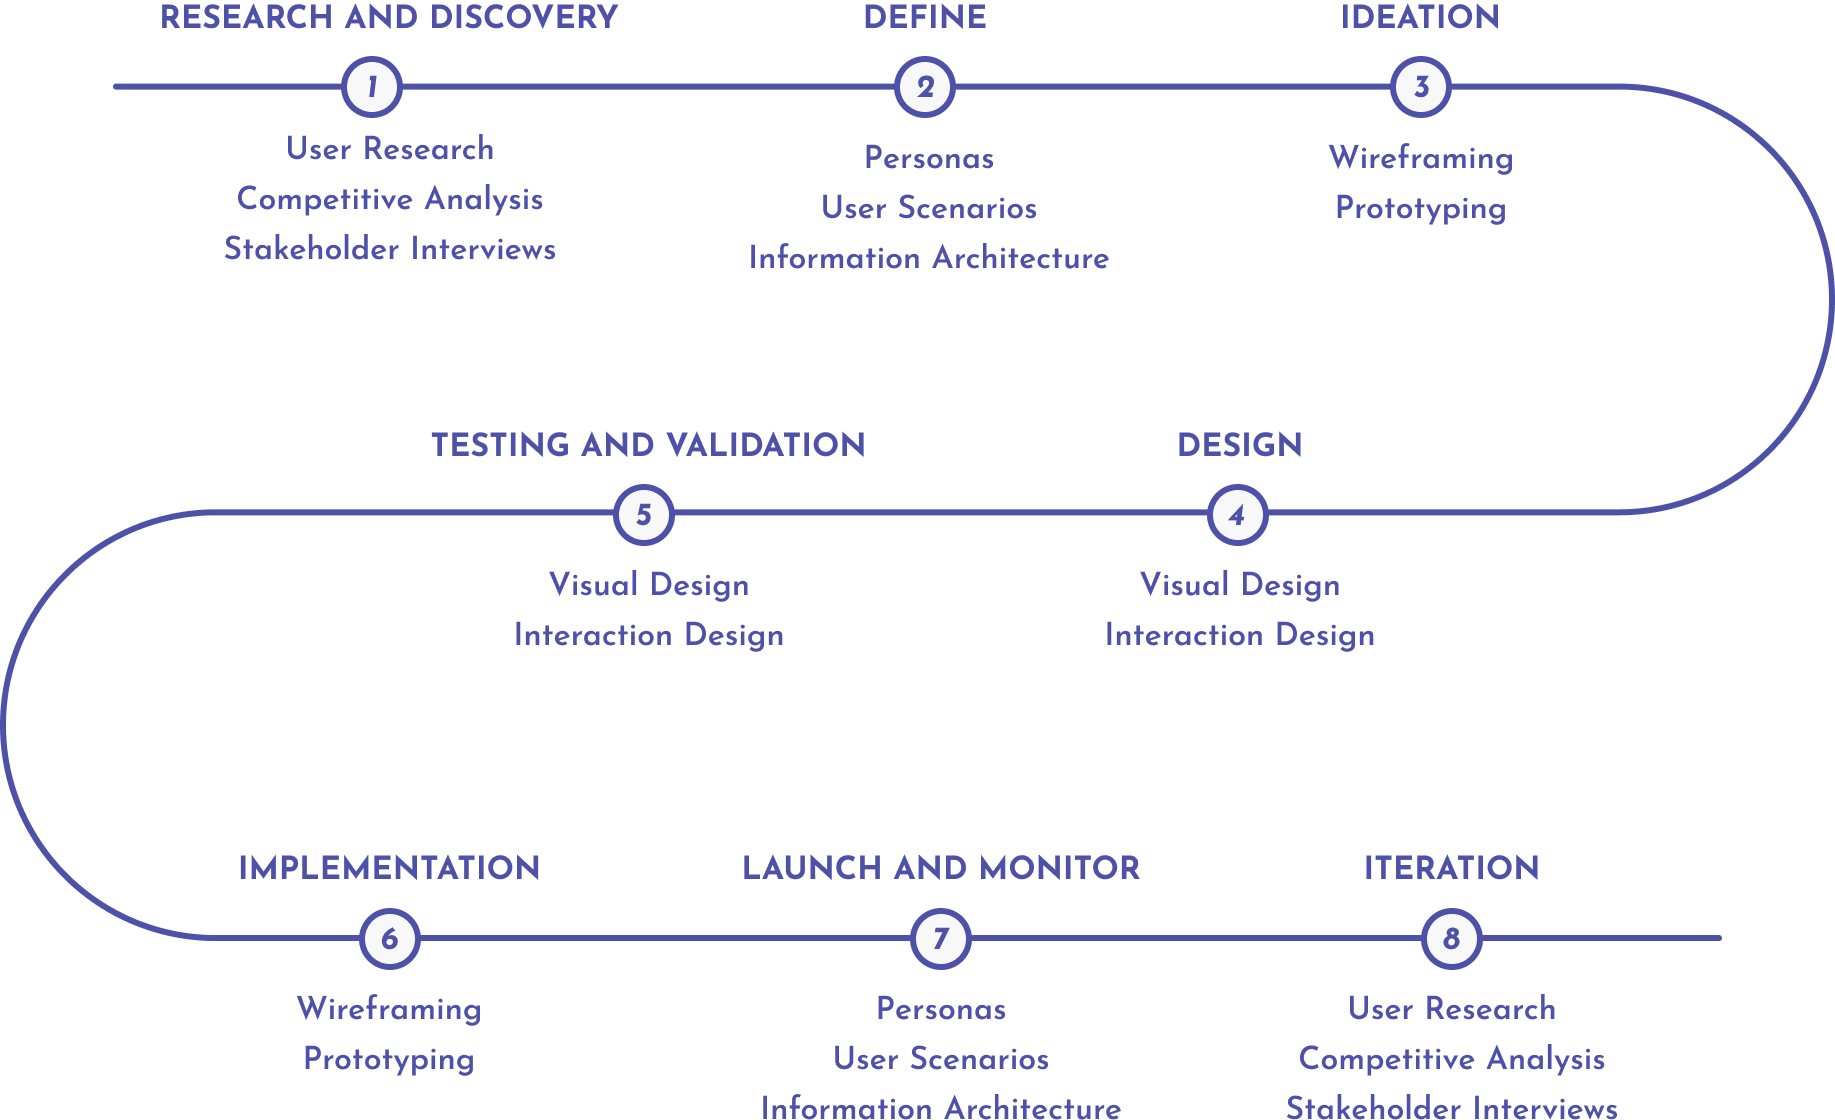 RESEARCH AND DISCOVERY
1
User Research
Competitive Analysis
Stakeholder Interviews
DEFINE
2
Personas
User Scenarios
Information Architecture
IDEATION
3
Wireframing
Prototyping
DESIGN
4
Visual Design
Interaction Design
TESTING AND VALIDATION
5
Visual Design
Interaction Design
IMPLEMENTATION
6
Wireframing
Prototyping
LAUNCH AND MONITOR
7
Personas
User Scenarios
Information Architecture
ITERATION
8
User Research
Competitive Analysis
Stakeholder Interviews